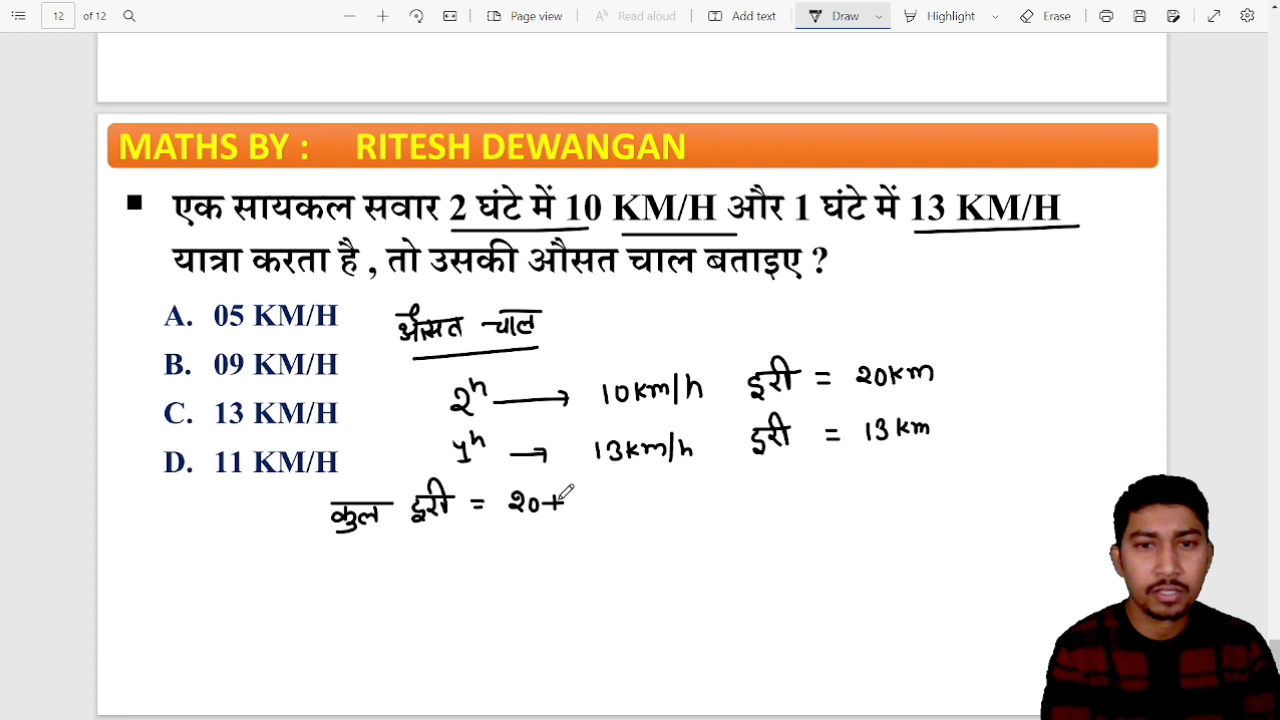 12 of 12 Page view Read aloud Add text Draw Highlight Erase
MATHS BY : RITESH DEWANGAN
▪ एक सायकल सवार 2 घंटे में 10 KM/H और 1 घंटे में 13 KM/H
यात्रा करता है , तो उसकी औसत चाल बताइए ?
A. 05 KM/H
B. 09 KM/H
C. 13 KM/H
D. 11 KM/H
औसत चाल
2h → 10km/h दूरी = 20km
1h → 13km/h दूरी = 13km
कुल दूरी = 20+